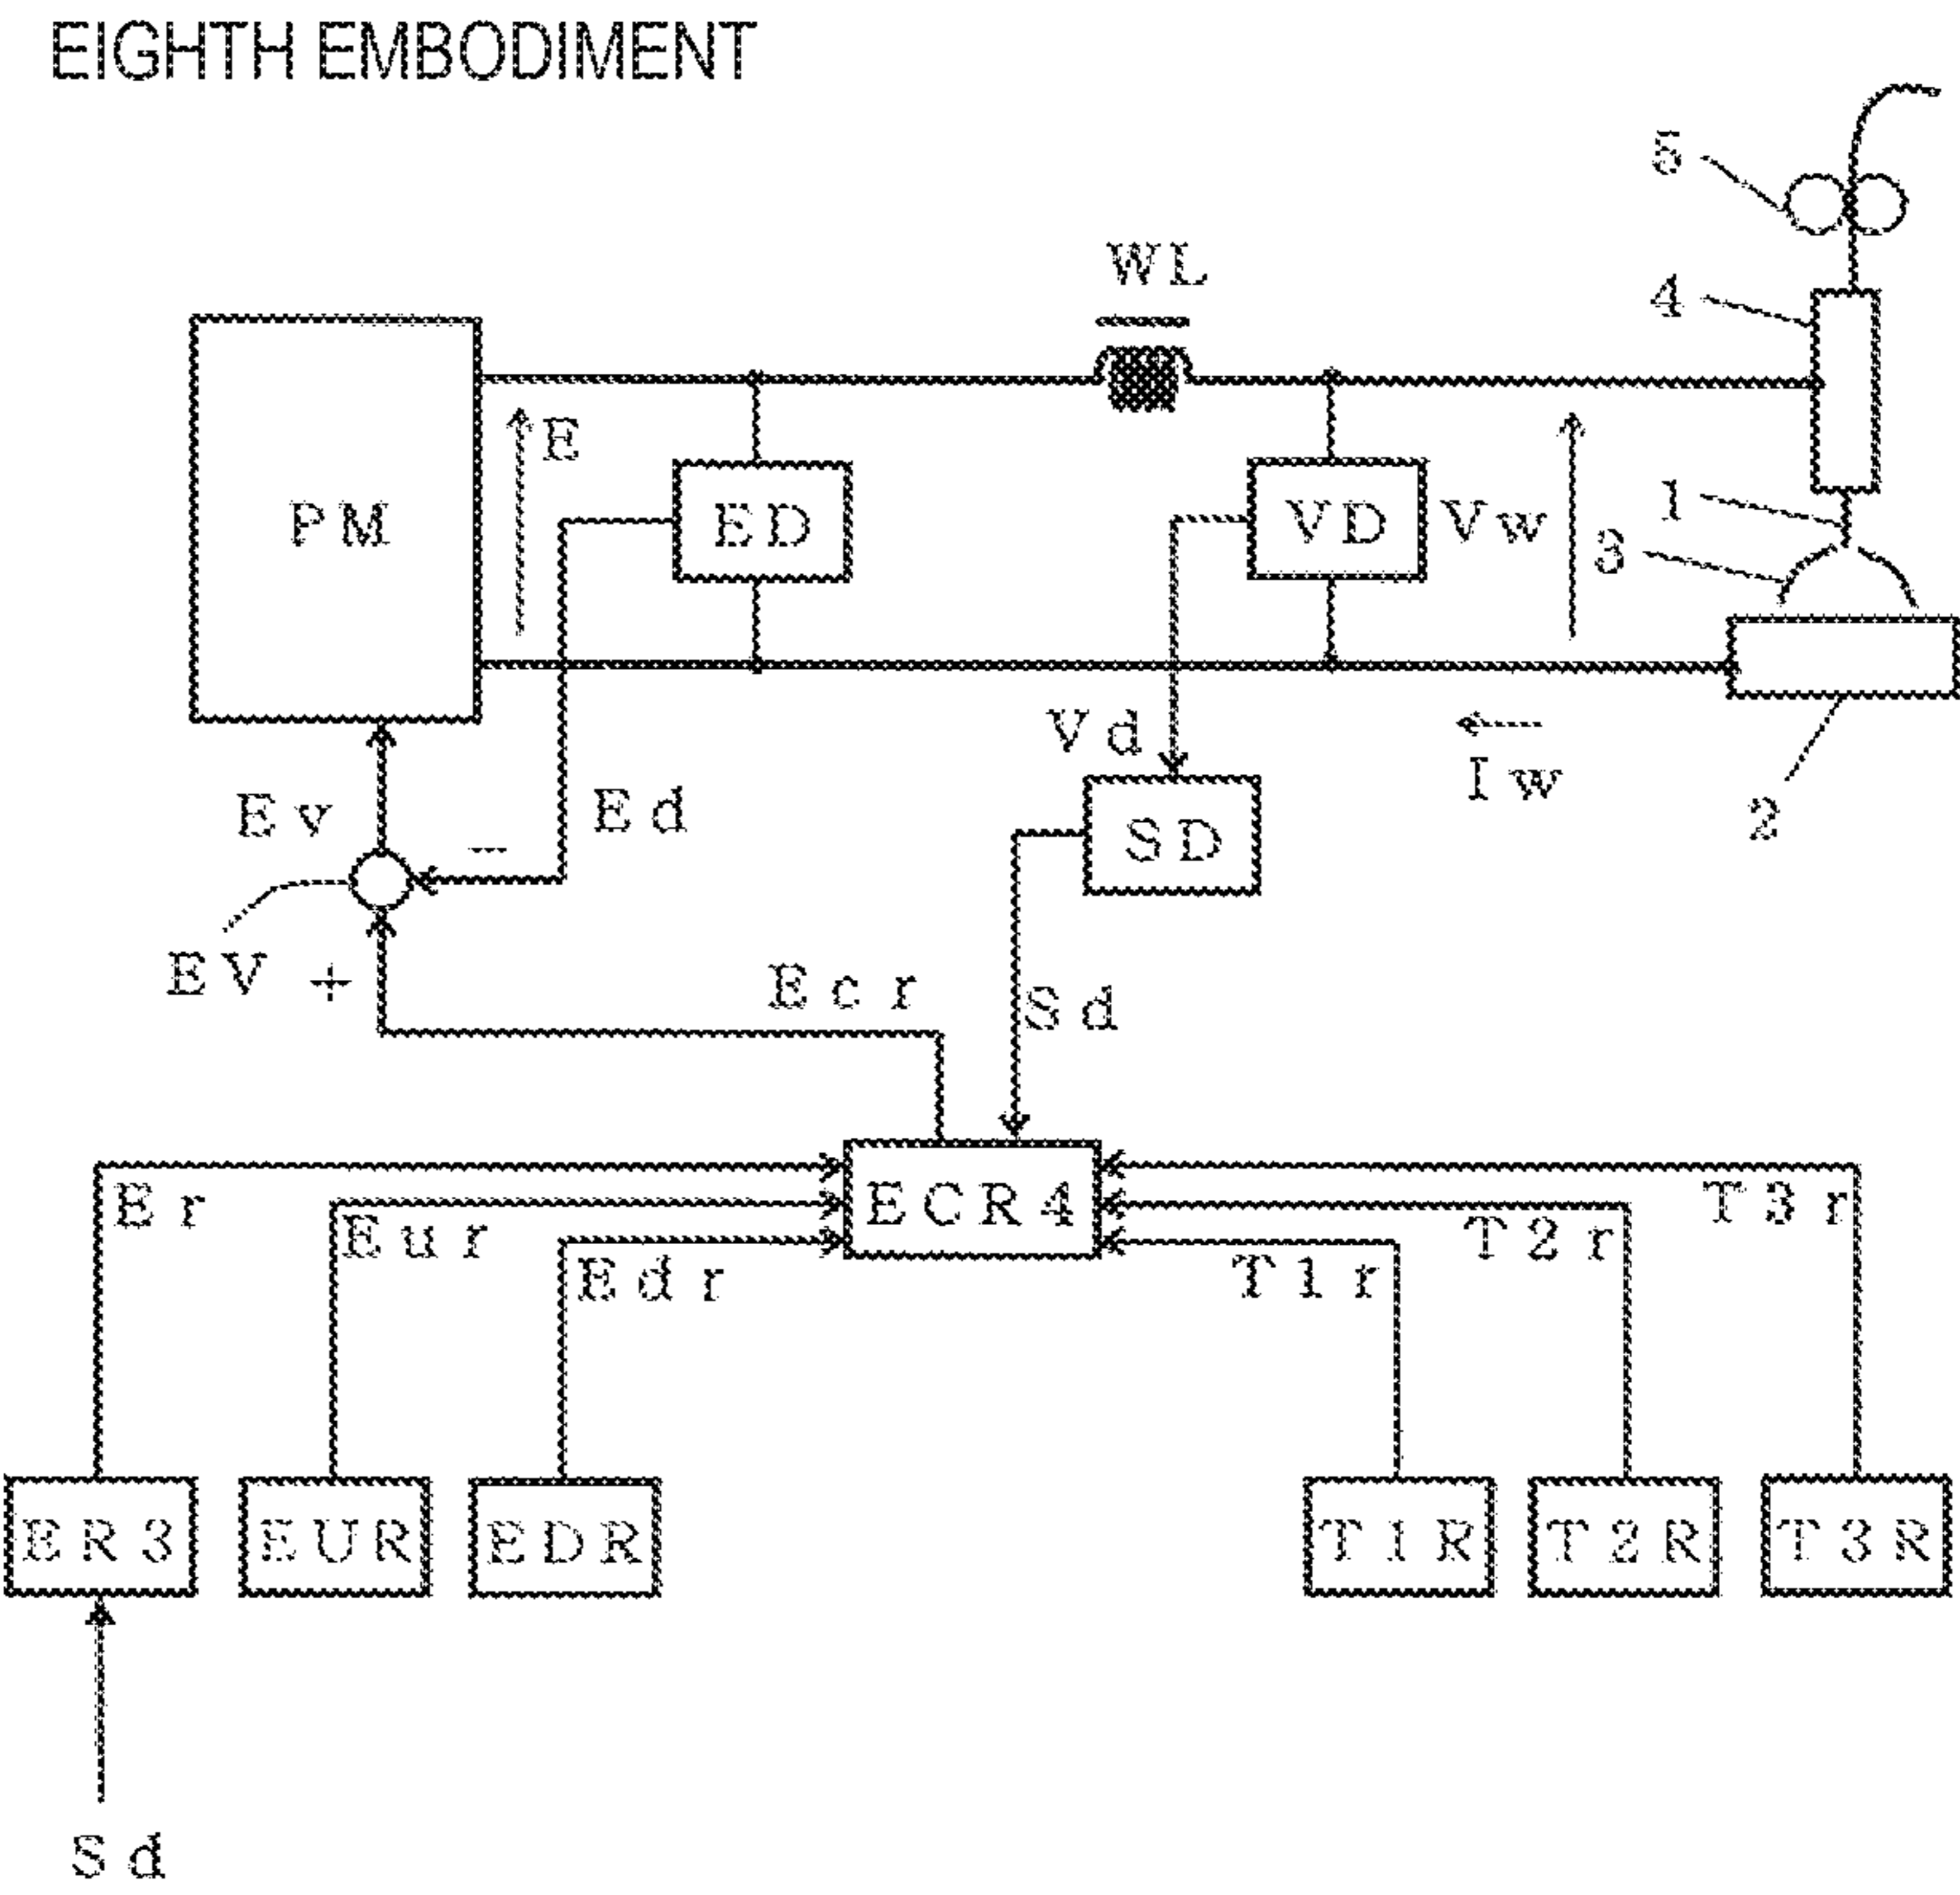 EIGHTH EMBODIMENT
5
WL
4
E
PM
ED
VD
Vw
1
3
Vd
Iw
2
Ev
Ed
−
SD
EV
+
Ecr
Sd
Er
Eur
Edr
ECR4
T1r
T2r
T3r
ER3
EUR
EDR
T1R
T2R
T3R
Sd